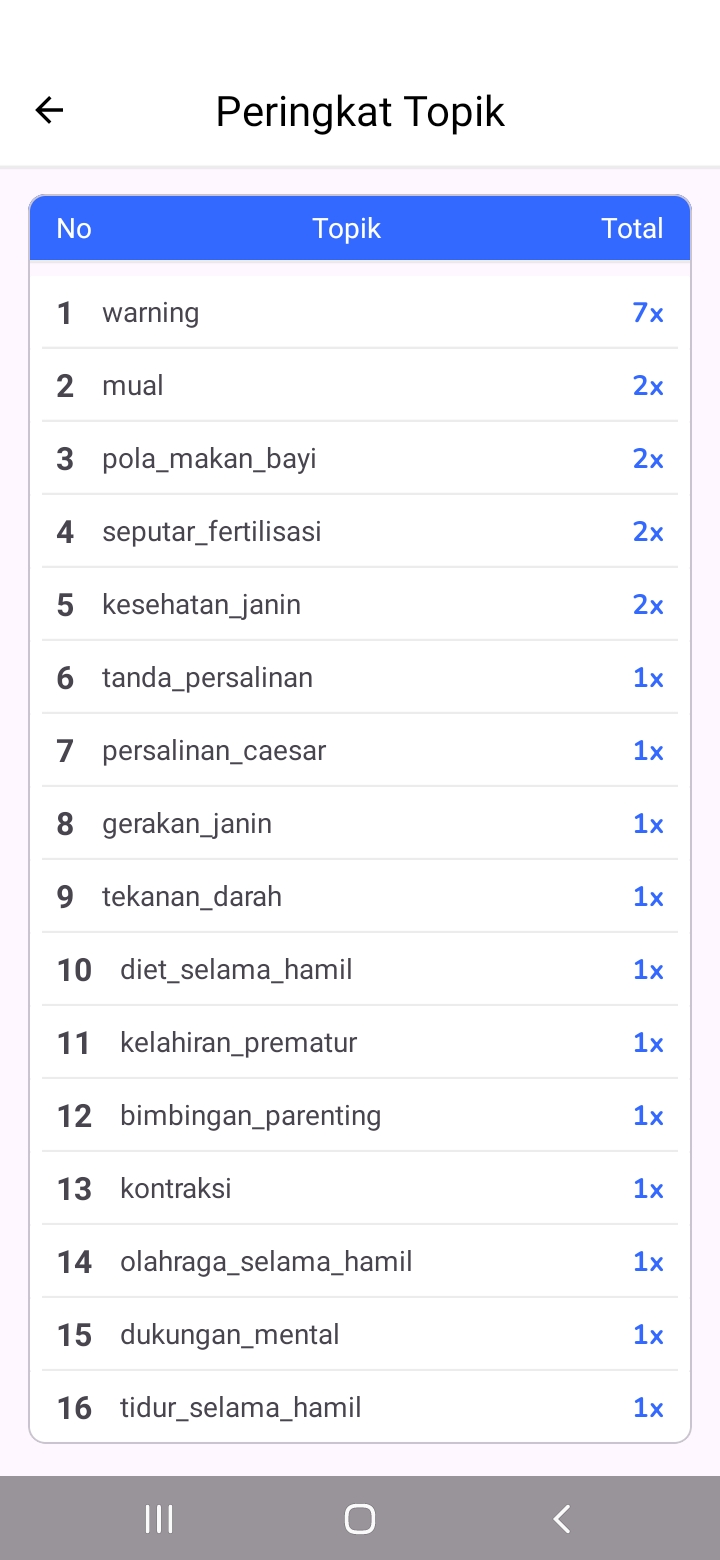 Peringkat Topik
No Topik Total
1 warning 7x
2 mual 2x
3 pola_makan_bayi 2x
4 seputar_fertilisasi 2x
5 kesehatan_janin 2x
6 tanda_persalinan 1x
7 persalinan_caesar 1x
8 gerakan_janin 1x
9 tekanan_darah 1x
10 diet_selama_hamil 1x
11 kelahiran_prematur 1x
12 bimbingan_parenting 1x
13 kontraksi 1x
14 olahraga_selama_hamil 1x
15 dukungan_mental 1x
16 tidur_selama_hamil 1x